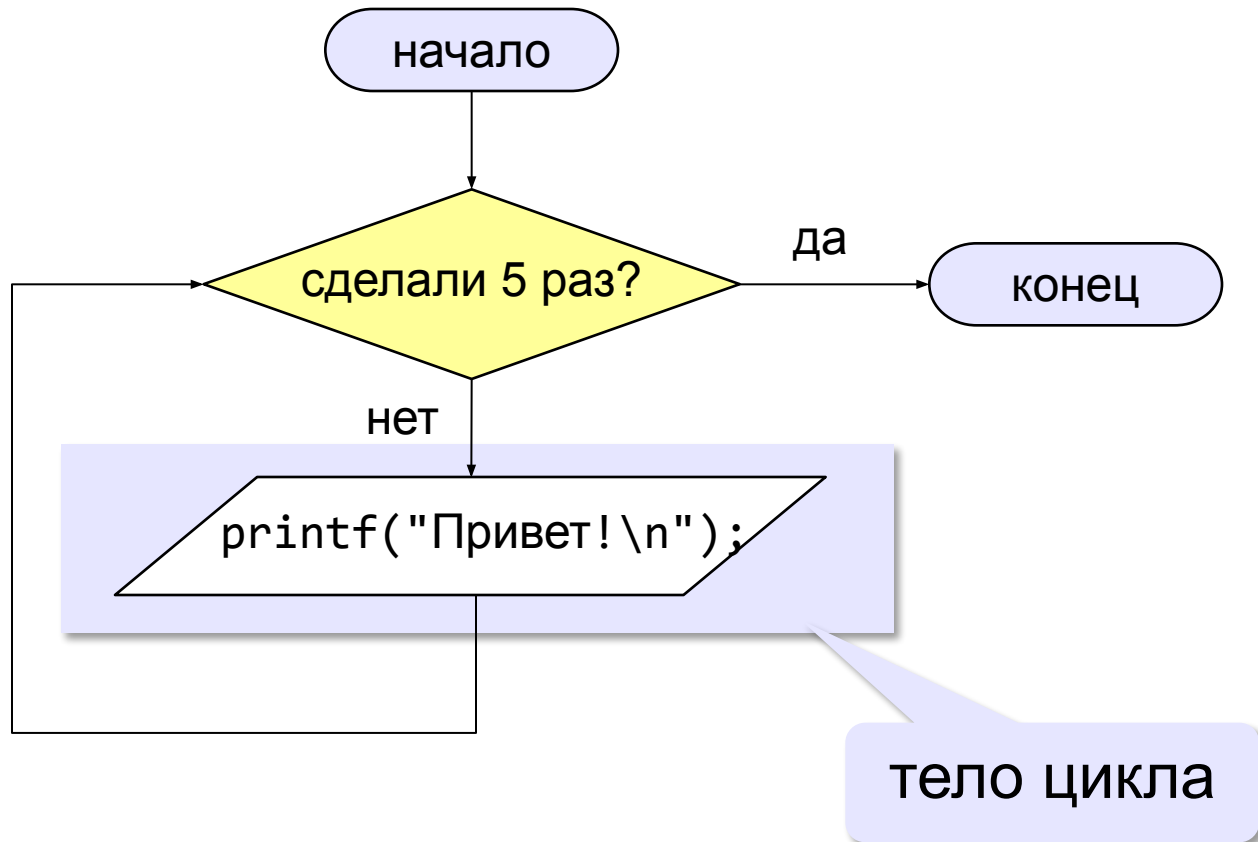 начало
сделали 5 раз?
да
конец
нет
printf("Привет!\n");
тело цикла